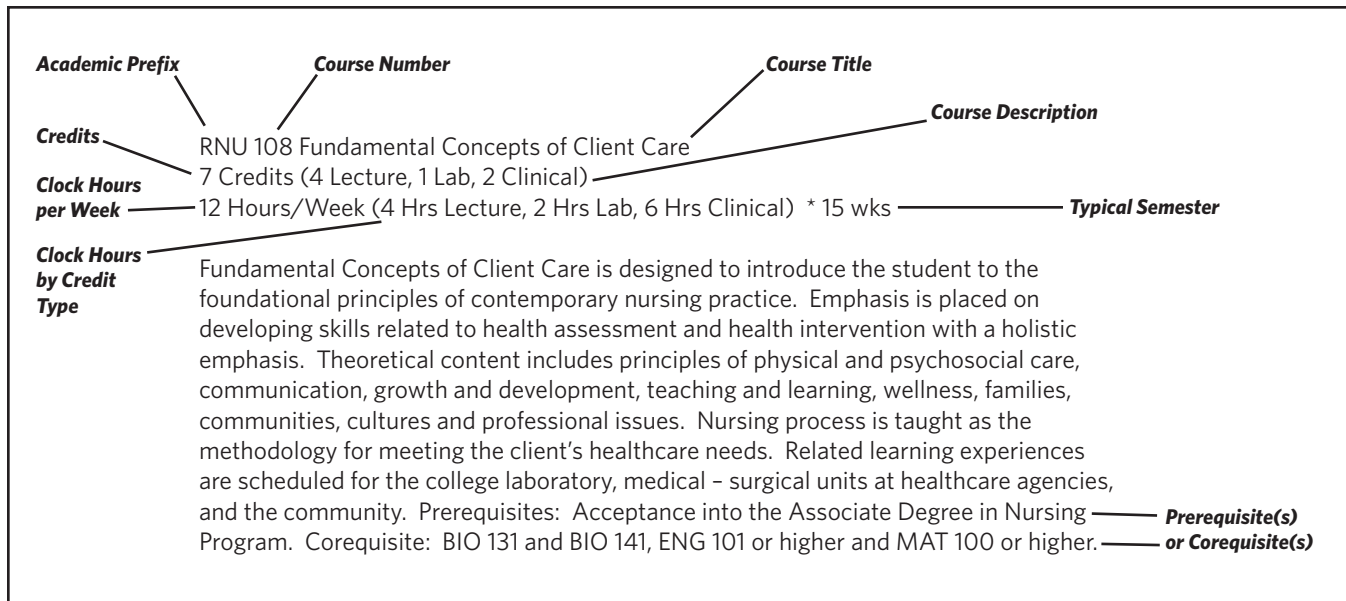 Academic Prefix
Course Number
Course Title
Course Description
Credits
RNU 108 Fundamental Concepts of Client Care
7 Credits (4 Lecture, 1 Lab, 2 Clinical)
Clock Hours
per Week
12 Hours/Week (4 Hrs Lecture, 2 Hrs Lab, 6 Hrs Clinical) * 15 wks
Typical Semester
Clock Hours
by Credit
Type
Fundamental Concepts of Client Care is designed to introduce the student to the
foundational principles of contemporary nursing practice. Emphasis is placed on
developing skills related to health assessment and health intervention with a holistic
emphasis. Theoretical content includes principles of physical and psychosocial care,
communication, growth and development, teaching and learning, wellness, families,
communities, cultures and professional issues. Nursing process is taught as the
methodology for meeting the client's healthcare needs. Related learning experiences
are scheduled for the college laboratory, medical – surgical units at healthcare agencies,
and the community. Prerequisites: Acceptance into the Associate Degree in Nursing
Program. Corequisite: BIO 131 and BIO 141, ENG 101 or higher and MAT 100 or higher.
Prerequisite(s)
or Corequisite(s)